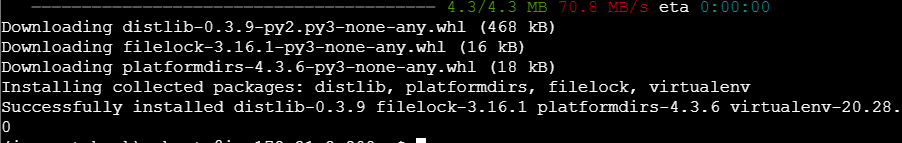 4.3/4.3 MB 70.8 MB/s eta 0:00:00
Downloading distlib-0.3.9-py2.py3-none-any.whl (468 kB)
Downloading filelock-3.16.1-py3-none-any.whl (16 kB)
Downloading platformdirs-4.3.6-py3-none-any.whl (18 kB)
Installing collected packages: distlib, platformdirs, filelock, virtualenv
Successfully installed distlib-0.3.9 filelock-3.16.1 platformdirs-4.3.6 virtualenv-20.28.
0